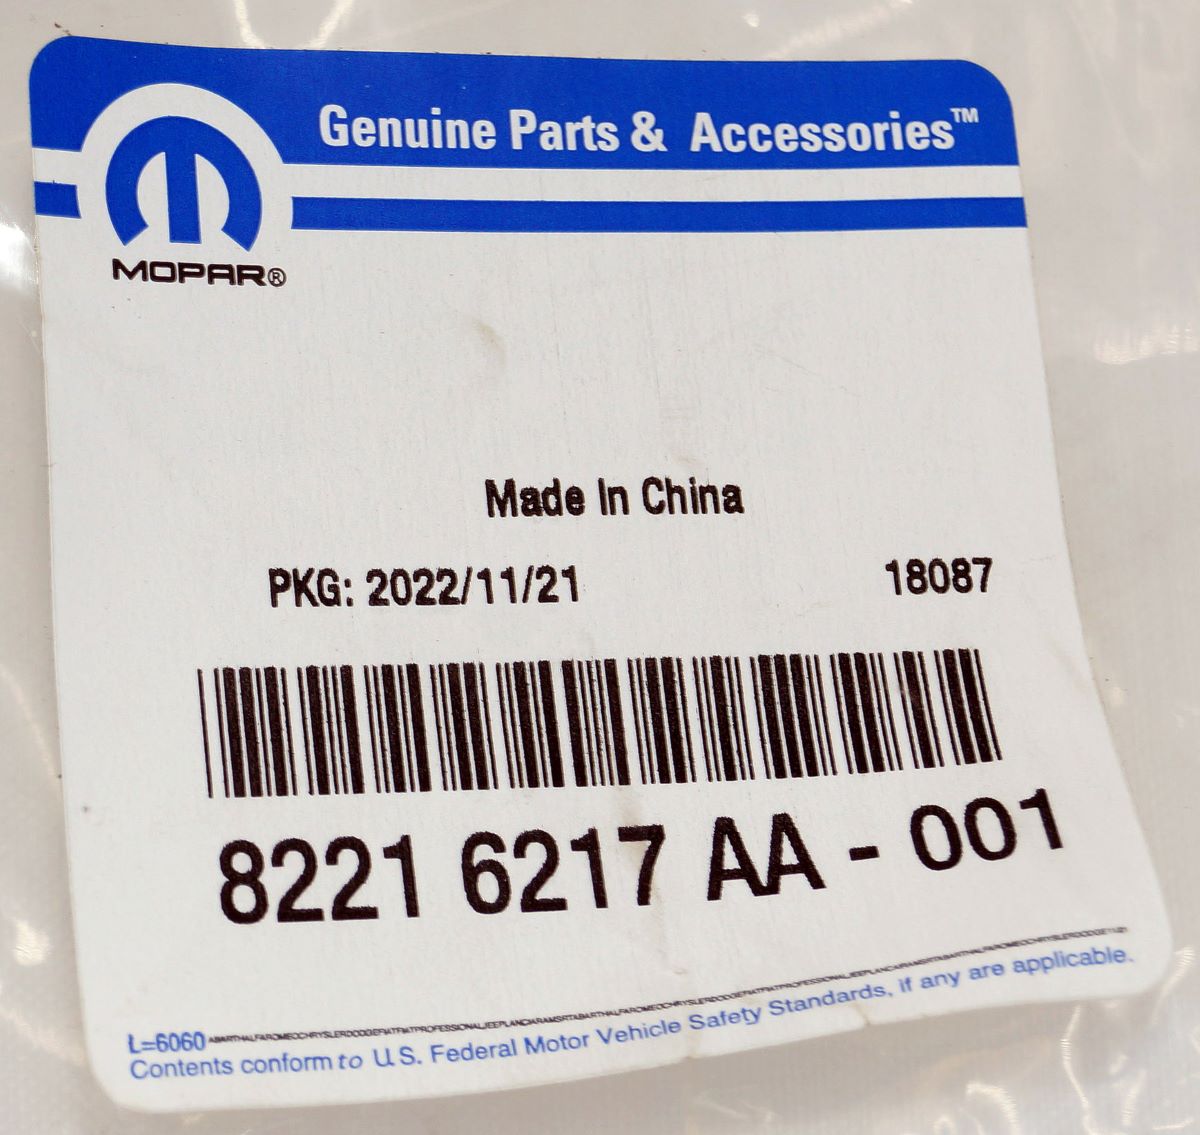 Genuine Parts & Accessories™
MOPAR®
Made In China
PKG: 2022/11/21 18087
8221 6217 AA - 001
L=6060
Contents conform to U.S. Federal Motor Vehicle Safety Standards, if any are applicable.